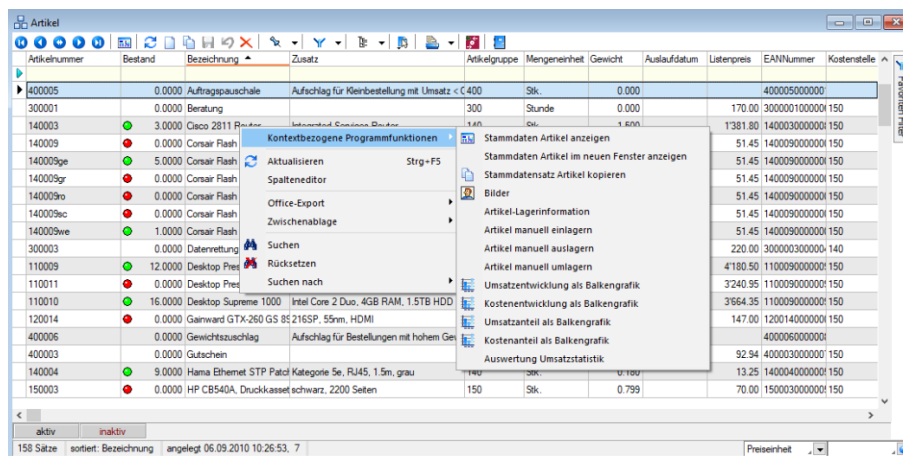 Artikel
Artikelnummer Bestand Bezeichnung Zusatz Artikelgruppe Mengeneinheit Gewicht Auslaufdatum Listenpreis EANNummer Kostenstelle
400005 0.0000 Auftragspauschale Aufschlag für Kleinbestellung mit Umsatz < 400 Stk. 0.000
300001 0.0000 Beratung 300 Stunde 0.000 170.00 150
140003 3.0000 Cisco 2811 Router Integrated Services Router 140 Stk. 1.500 1'381.80 150
140009 0.0000 Corsair Flash 51.45 150
140009ge 5.0000 Corsair Flash 51.45 150
140009gr 0.0000 Corsair Flash 51.45 150
140009ro 0.0000 Corsair Flash 51.45 150
140009sc 0.0000 Corsair Flash 51.45 150
140009we 1.0000 Corsair Flash 51.45 150
300003 0.0000 Datenrettung 220.00 140
110009 12.0000 Desktop Pres 4'180.50 150
110011 0.0000 Desktop Pres 3'240.95 150
110010 16.0000 Desktop Supreme 1000 Intel Core 2 Duo, 4GB RAM, 1.5TB HDD 3'664.35 150
120014 0.0000 Gainward GTX-260 GS 216SP, 55nm, HDMI 147.00 150
400006 0.0000 Gewichtszuschlag Aufschlag für Bestellungen mit hohem
400003 0.0000 Gutschein 92.94 150
140004 9.0000 Hama Ethernet STP Patch Kategorie 5e, RJ45, 1.5m, grau 140 Stk. 0.180 13.25 150
150003 0.0000 HP CB540A, Druckkasset schwarz, 2200 Seiten 150 Stk. 0.799 70.00 150
Kontextbezogene Programmfunktionen
Aktualisieren Strg+F5
Spalteneditor
Office-Export
Zwischenablage
Suchen
Rücksetzen
Suchen nach
Stammdaten Artikel anzeigen
Stammdaten Artikel im neuen Fenster anzeigen
Stammdatensatz Artikel kopieren
Bilder
Artikel-Lagerinformation
Artikel manuell einlagern
Artikel manuell auslagern
Artikel manuell umlagern
Umsatzentwicklung als Balkengrafik
Kostenentwicklung als Balkengrafik
Umsatzanteil als Balkengrafik
Kostenanteil als Balkengrafik
Auswertung Umsatzstatistik
Favoriten Filter
aktiv inaktiv
158 Sätze sortiert: Bezeichnung angelegt 06.09.2010 10:26:53, 7 Preiseinheit